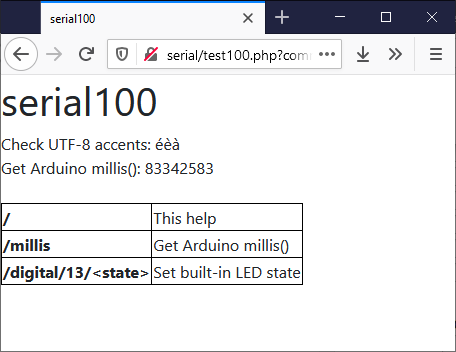 serial100
serial/test100.php?com
serial100
Check UTF-8 accents: éèà
Get Arduino millis(): 83342583
/ This help
/millis Get Arduino millis()
/digital/13/<state> Set built-in LED state